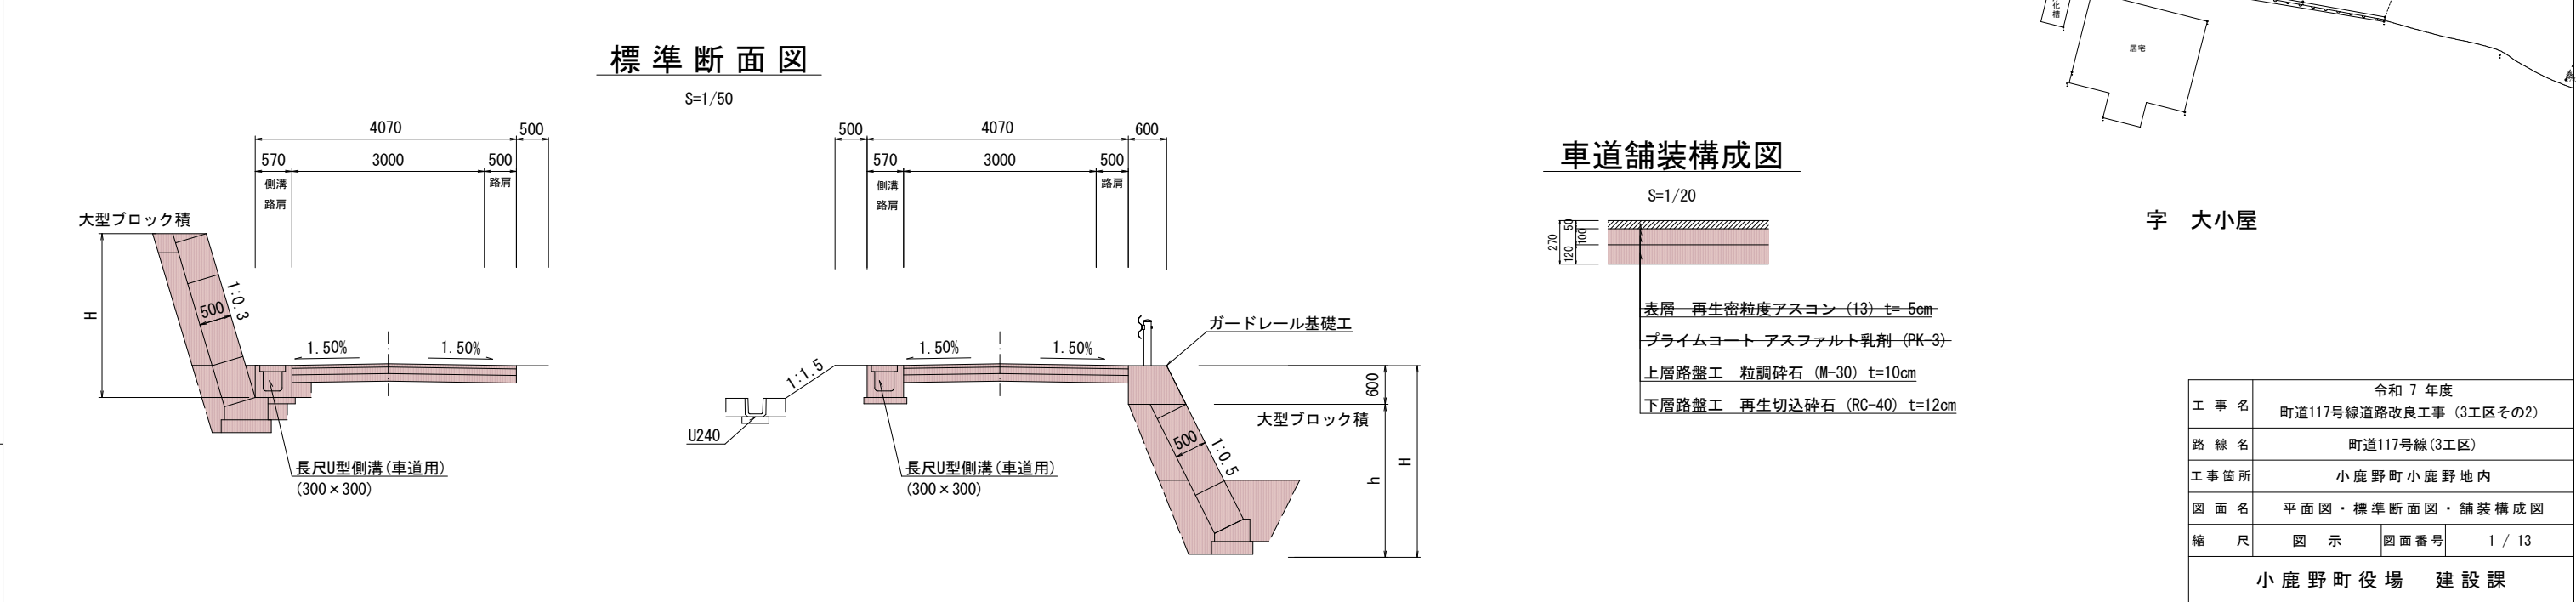 標準断面図
S=1/50
4070
500
570
3000
500
側溝
路肩
路肩
大型ブロック積
H
500
1:0.3
1.50%
1.50%
長尺U型側溝(車道用)
(300×300)
500
4070
600
570
3000
500
側溝
路肩
路肩
ガードレール基礎工
1.50%
1.50%
1:1.5
U240
長尺U型側溝(車道用)
(300×300)
600
大型ブロック積
500
1:0.5
h
H
車道舗装構成図
S=1/20
270
50
100
120
表層 再生密粒度アスコン (13) t= 5cm
プライムコート アスファルト乳剤 (PK-3)
上層路盤工 粒調砕石 (M-30) t=10cm
下層路盤工 再生切込砕石 (RC-40) t=12cm
化槽
居宅
字 大小屋
工事名
令和 7 年度
町道117号線道路改良工事 (3工区その2)
路線名 町道117号線(3工区)
工事箇所 小鹿野町小鹿野地内
図面名 平面図・標準断面図・舗装構成図
縮尺 図示 図面番号 1 / 13
小鹿野町役場 建設課